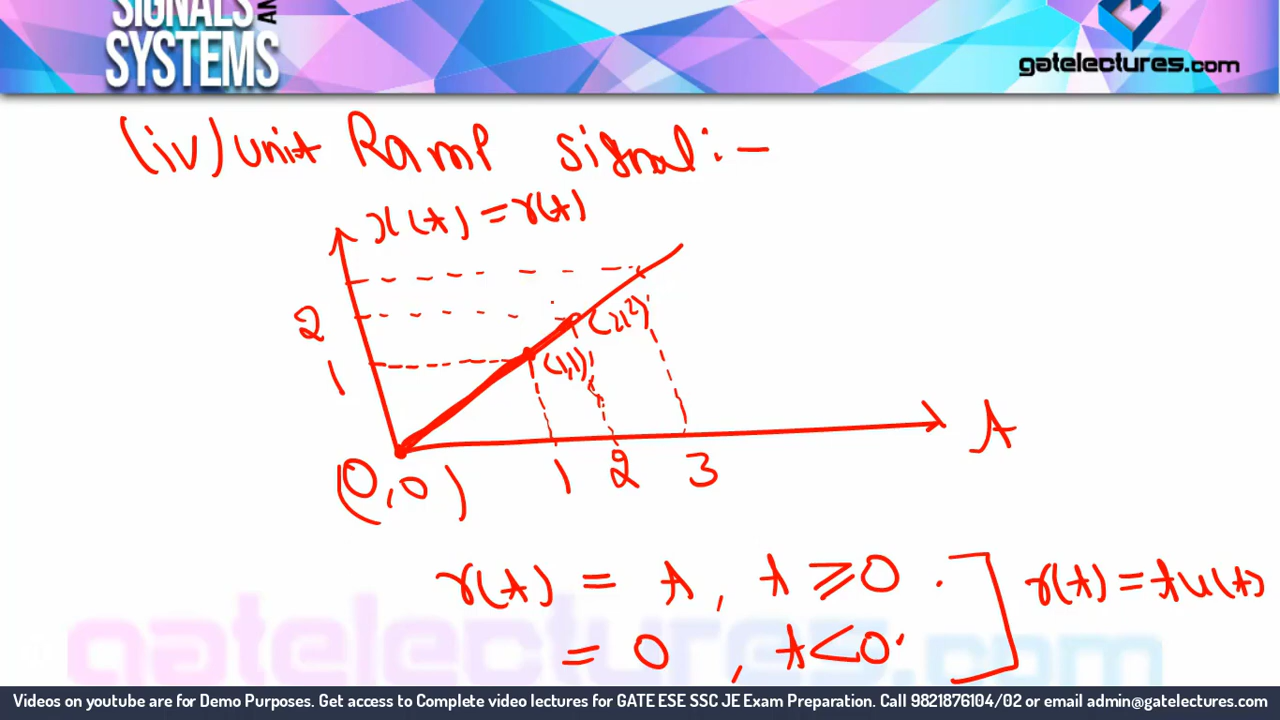 SIGNALS AND
SYSTEMS
gatelectures.com
(iv) unit Ramp signal:-
x(t) = r(t)
2
(2,2)
1
(1,1)
t
(0,0)
1 2 3
r(t) = t, t ≥ 0.
= 0, t < 0.
r(t) = t u(t)
gatelectures.com
Videos on youtube are for Demo Purposes. Get access to Complete video lectures for GATE ESE SSC JE Exam Preparation. Call 9821876104/02 or email admin@gatelectures.com